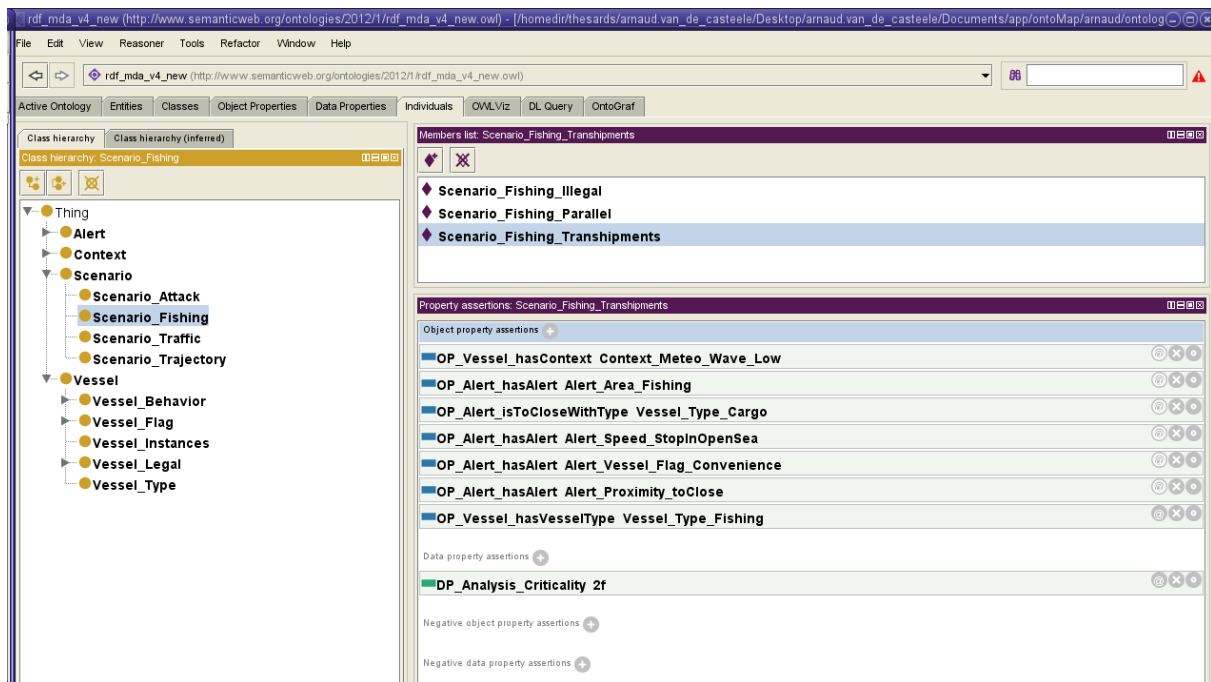 rdf_mda_v4_new (http://www.semanticweb.org/ontologies/2012/1/rdf_mda_v4_new.owl) - [/homedir/thesards/arnaud.van_de_casteele/Desktop/arnaud.van_de_casteele/Documents/app/ontoMap/arnaud/ontolog
File Edit View Reasoner Tools Refactor Window Help
rdf_mda_v4_new (http://www.semanticweb.org/ontologies/2012/1/rdf_mda_v4_new.owl)
Active Ontology Entities Classes Object Properties Data Properties Individuals OWLViz DL Query OntoGraf
Class hierarchy Class hierarchy (inferred)
Class hierarchy: Scenario_Fishing
Thing
Alert
Context
Scenario
Scenario_Attack
Scenario_Fishing
Scenario_Traffic
Scenario_Trajectory
Vessel
Vessel_Behavior
Vessel_Flag
Vessel_Instances
Vessel_Legal
Vessel_Type
Members list: Scenario_Fishing_Transhipments
Scenario_Fishing_Illegal
Scenario_Fishing_Parallel
Scenario_Fishing_Transhipments
Property assertions: Scenario_Fishing_Transhipments
Object property assertions
OP_Vessel_hasContext Context_Meteo_Wave_Low
OP_Alert_hasAlert Alert_Area_Fishing
OP_Alert_isToCloseWithType Vessel_Type_Cargo
OP_Alert_hasAlert Alert_Speed_StopInOpenSea
OP_Alert_hasAlert Alert_Vessel_Flag_Convenience
OP_Alert_hasAlert Alert_Proximity_toClose
OP_Vessel_hasVesselType Vessel_Type_Fishing
Data property assertions
DP_Analysis_Criticality 2f
Negative object property assertions
Negative data property assertions